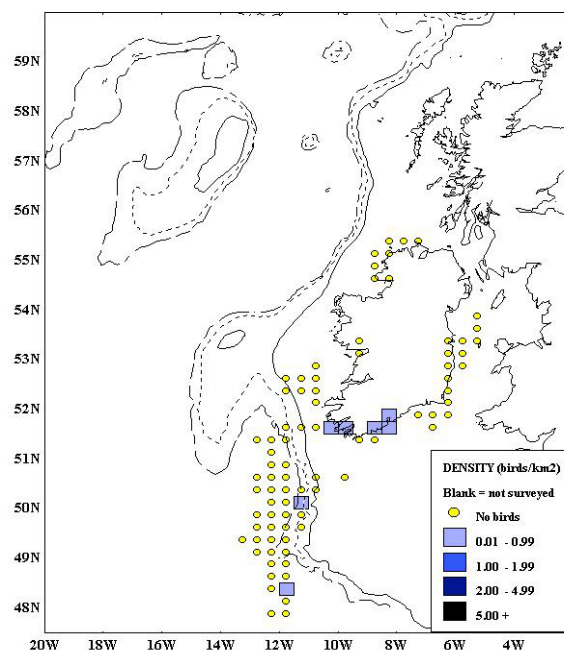 59N
58N
57N
56N
55N
54N
53N
52N
51N
50N
49N
48N
DENSITY (birds/km2)
Blank = not surveyed
No birds
0.01 - 0.99
1.00 - 1.99
2.00 - 4.99
5.00 +
20W 18W 16W 14W 12W 10W 8W 6W 4W